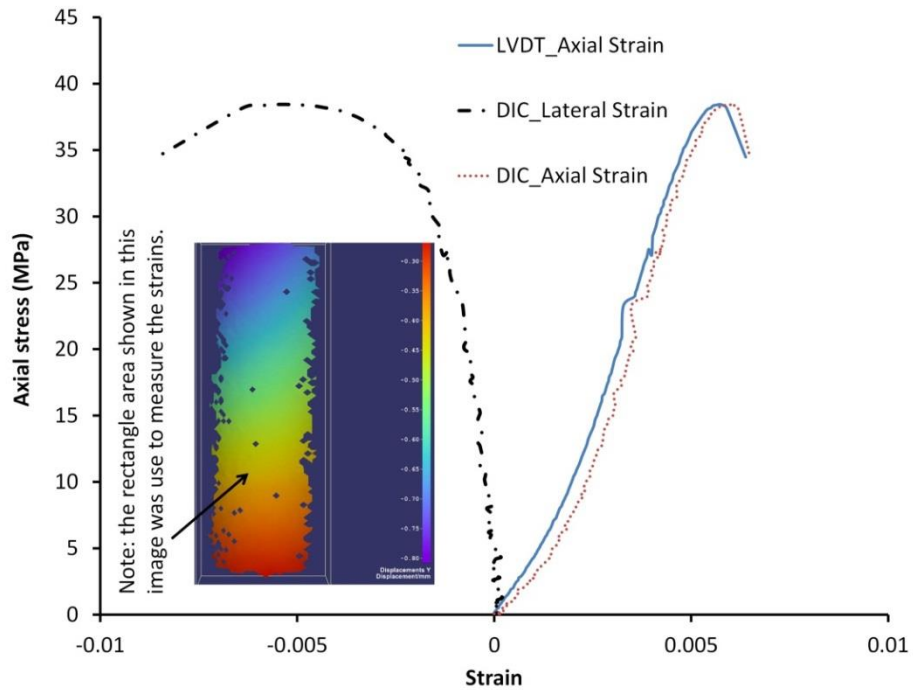 45
40
35
30
25
20
15
10
5
0
Axial stress (MPa)
-0.01
-0.005
0
0.005
0.01
Strain
LVDT_Axial Strain
DIC_Lateral Strain
DIC_Axial Strain
Note: the rectangle area shown in this
image was use to measure the strains.
-0.30
-0.35
-0.40
-0.45
-0.50
-0.55
-0.60
-0.65
-0.70
-0.75
-0.80
Displacements Y
Displacement/mm